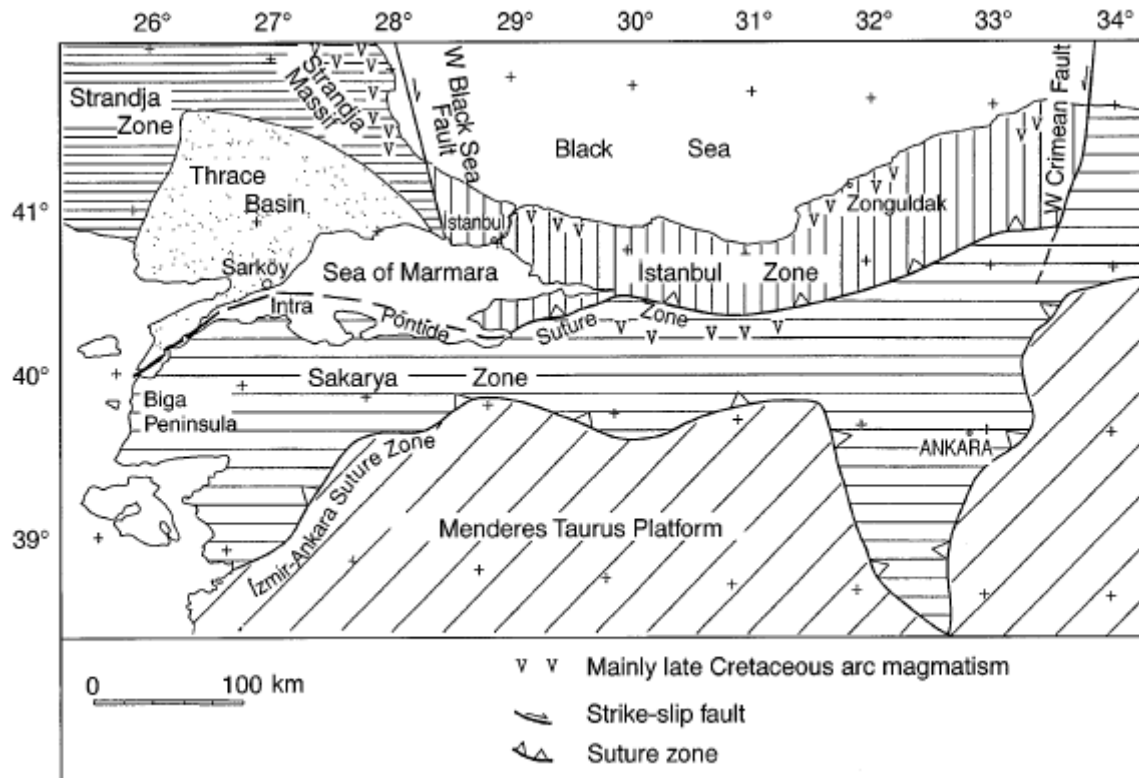 26° 27° 28° 29° 30° 31° 32° 33° 34°
41°
40°
39°
Strandja
Zone
Strandja
Massif
W Black Sea
Fault
Black Sea
W Crimean Fault
Thrace
Basin
İstanbul
Zonguldak
Şarköy
Sea of Marmara
İstanbul Zone
Intra Pontide Suture Zone
Sakarya Zone
Biga
Peninsula
ANKARA
İzmir-Ankara Suture Zone
Menderes Taurus Platform
0 100 km
v v Mainly late Cretaceous arc magmatism
Strike-slip fault
Suture zone